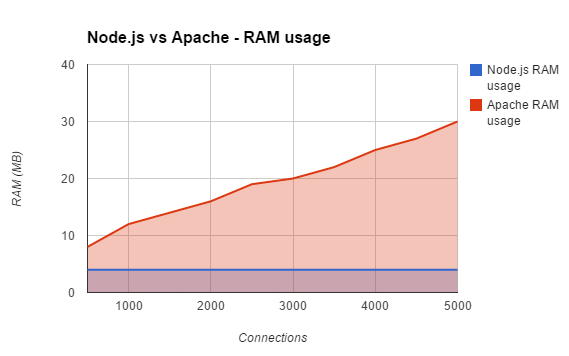 Node.js vs Apache - RAM usage
40
30
20
10
0
RAM (MB)
1000
2000
3000
4000
5000
Connections
Node.js RAM
usage
Apache RAM
usage